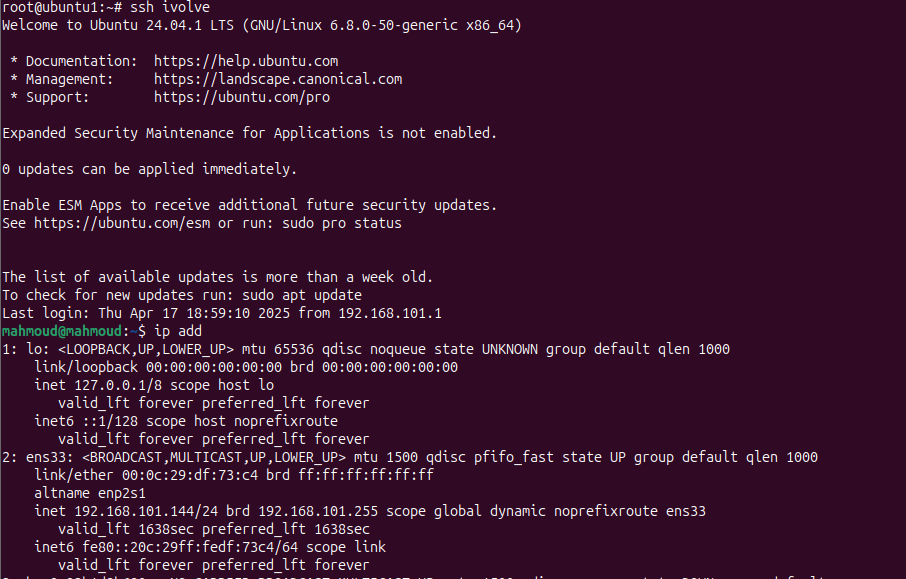 root@ubuntu1:~# ssh ivolve
Welcome to Ubuntu 24.04.1 LTS (GNU/Linux 6.8.0-50-generic x86_64)
* Documentation:  https://help.ubuntu.com
* Management:     https://landscape.canonical.com
* Support:        https://ubuntu.com/pro
Expanded Security Maintenance for Applications is not enabled.
0 updates can be applied immediately.
Enable ESM Apps to receive additional future security updates.
See https://ubuntu.com/esm or run: sudo pro status
The list of available updates is more than a week old.
To check for new updates run: sudo apt update
Last login: Thu Apr 17 18:59:10 2025 from 192.168.101.1
mahmoud@mahmoud:~$ ip add
1: lo: <LOOPBACK,UP,LOWER_UP> mtu 65536 qdisc noqueue state UNKNOWN group default qlen 1000
link/loopback 00:00:00:00:00:00 brd 00:00:00:00:00:00
inet 127.0.0.1/8 scope host lo
valid_lft forever preferred_lft forever
inet6 ::1/128 scope host noprefixroute
valid_lft forever preferred_lft forever
2: ens33: <BROADCAST,MULTICAST,UP,LOWER_UP> mtu 1500 qdisc pfifo_fast state UP group default qlen 1000
link/ether 00:0c:29:df:73:c4 brd ff:ff:ff:ff:ff:ff
altname enp2s1
inet 192.168.101.144/24 brd 192.168.101.255 scope global dynamic noprefixroute ens33
valid_lft 1638sec preferred_lft 1638sec
inet6 fe80::20c:29ff:fedf:73c4/64 scope link
valid_lft forever preferred_lft forever